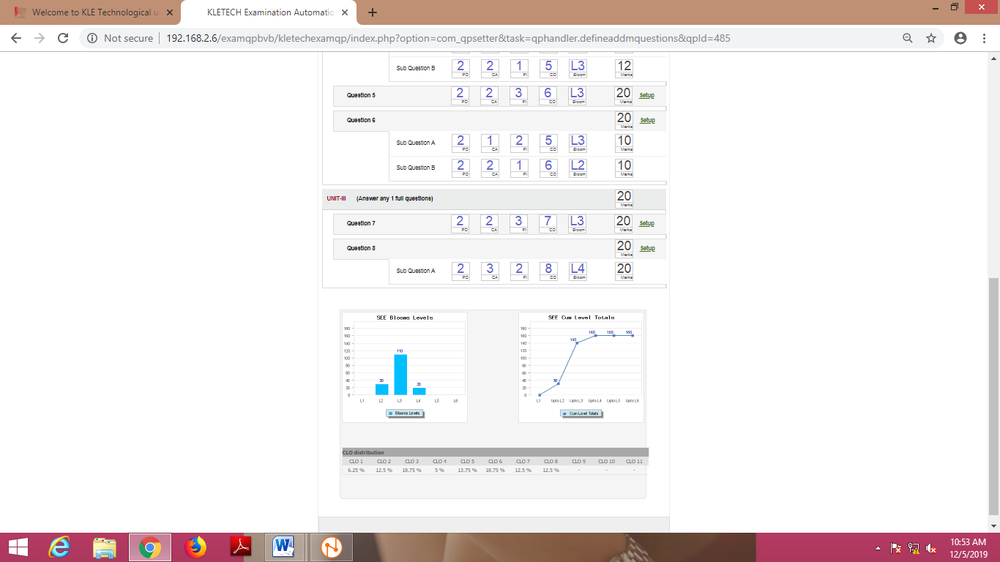 Welcome to KLE Technological u
KLETECH Examination Automatio
Not secure
192.168.2.6/examqpbvb/kletechexamqp/index.php?option=com_qpsetter&task=qphandler.defineaddmquestions&qpId=485
Sub Question B 2 PO 2 CA 1 PI 5 CO L3 Bloom 12 Marks
Question 5 2 PO 2 CA 3 PI 6 CO L3 Bloom 20 Marks Setup
Question 6 20 Marks Setup
Sub Question A 2 PO 1 CA 2 PI 5 CO L3 Bloom 10 Marks
Sub Question B 2 PO 2 CA 1 PI 6 CO L2 Bloom 10 Marks
UNIT-III (Answer any 1 full questions) 20 Marks
Question 7 2 PO 2 CA 3 PI 7 CO L3 Bloom 20 Marks Setup
Question 8 20 Marks Setup
Sub Question A 2 PO 3 CA 2 PI 8 CO L4 Bloom 20 Marks
SEE Blooms Levels
180
160
140
120
100
80
60
40
20
0
30 110 20
L1 L2 L3 L4 L5 L6
Blooms Levels
SEE Cum Level Totals
180
160
140
120
100
80
60
40
20
0
30 140 160 160 160
L1 Upto L2 Upto L3 Upto L4 Upto L5 Upto L6
Cum Level Totals
CLO distribution
CLO 1 CLO 2 CLO 3 CLO 4 CLO 5 CLO 6 CLO 7 CLO 8 CLO 9 CLO 10 CLO 11
6.25 % 12.5 % 18.75 % 5 % 13.75 % 18.75 % 12.5 % 12.5 % - - -
10:53 AM
12/5/2019